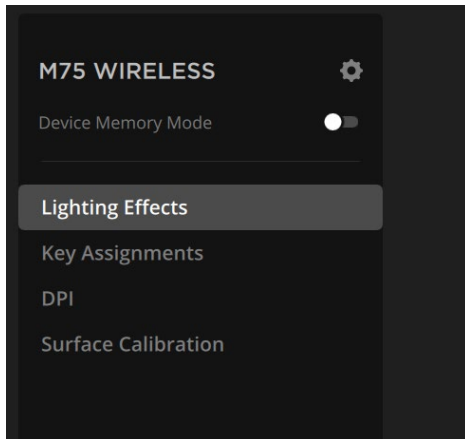 M75 WIRELESS
Device Memory Mode
Lighting Effects
Key Assignments
DPI
Surface Calibration